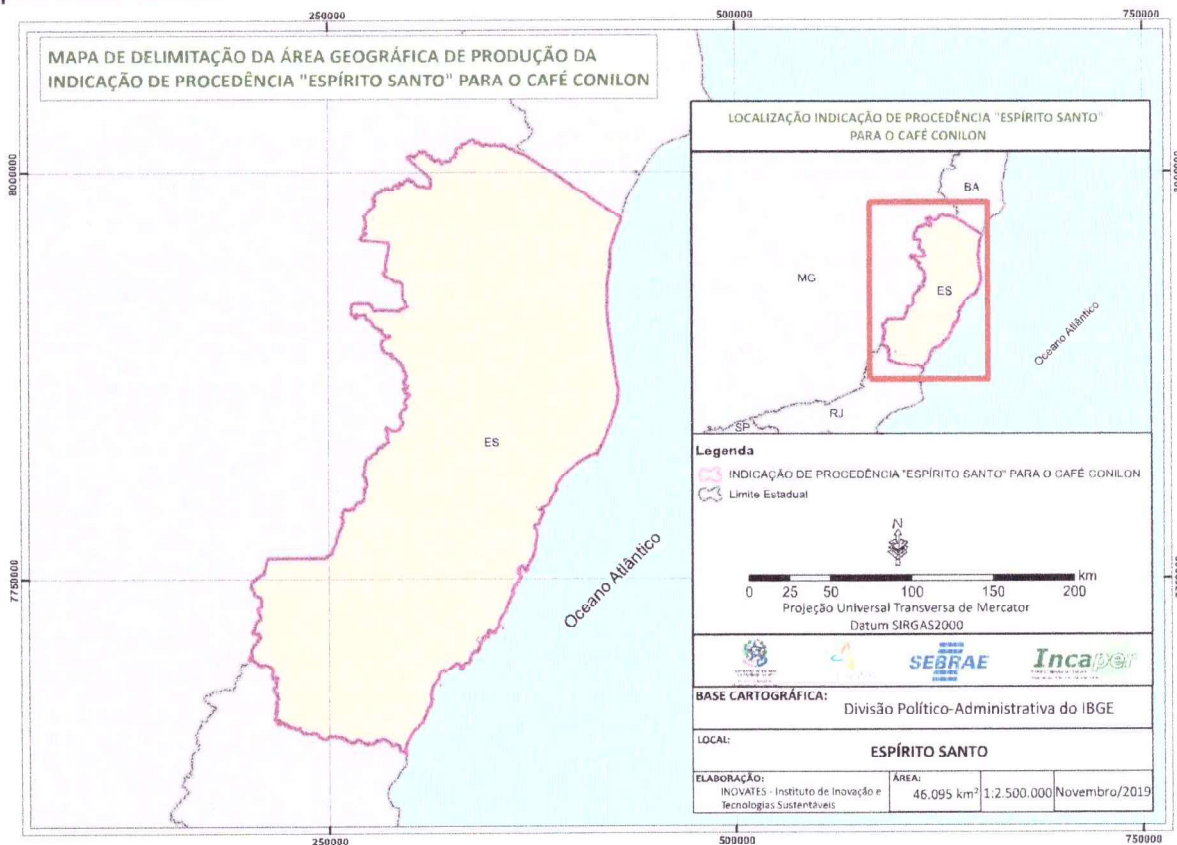 250000
500000
750000
MAPA DE DELIMITAÇÃO DA ÁREA GEOGRÁFICA DE PRODUÇÃO DA
INDICAÇÃO DE PROCEDÊNCIA "ESPÍRITO SANTO" PARA O CAFÉ CONILON
8000000
7750000
ES
Oceano Atlântico
LOCALIZAÇÃO INDICAÇÃO DE PROCEDÊNCIA "ESPÍRITO SANTO"
PARA O CAFÉ CONILON
BA
MG
ES
Oceano Atlântico
RJ
SP
Legenda
INDICAÇÃO DE PROCEDÊNCIA "ESPÍRITO SANTO" PARA O CAFÉ CONILON
Limite Estadual
N
0 25 50 100 150 200 km
Projeção Universal Transversa de Mercator
Datum SIRGAS2000
SEBRAE
Incaper
BASE CARTOGRÁFICA:
Divisão Político-Administrativa do IBGE
LOCAL:
ESPÍRITO SANTO
ELABORAÇÃO:
INOVATES - Instituto de Inovação e
Tecnologias Sustentáveis
ÁREA:
46.095 km²
1:2.500.000
Novembro/2019
250000
500000
750000